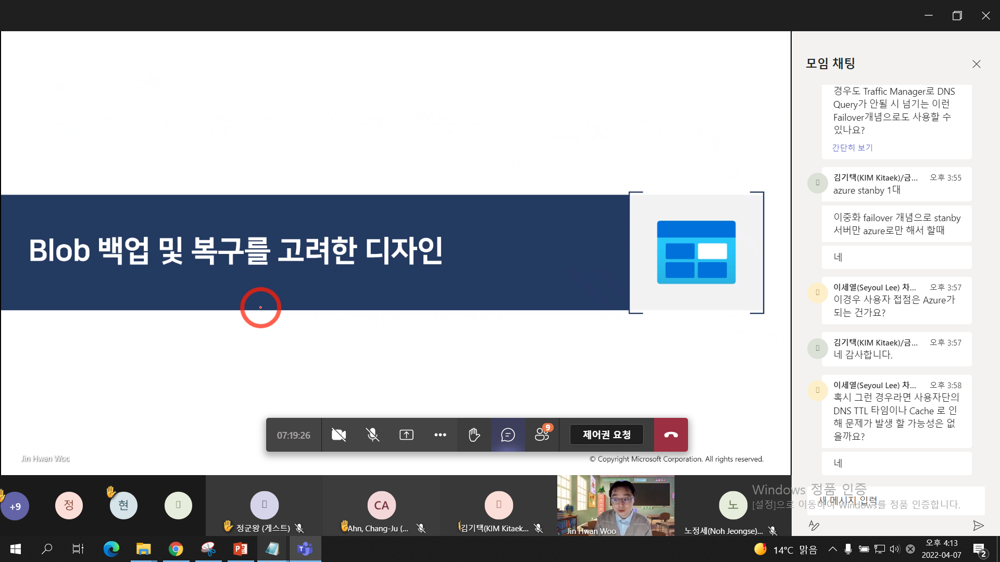 Blob 백업 및 복구를 고려한 디자인
07:19:26
9
제어권 요청
Jin Hwan Woo
© Copyright Microsoft Corporation. All rights reserved.
+9
정
현
정군왕 (게스트)
CA
Ahn, Chang-Ju (...
김기택(KIM Kitaek...
Jin Hwan Woo
노
노정세(Noh Jeongse)...
모임 채팅
경우도 Traffic Manager로 DNS
Query가 안될 시 넘기는 이런
Failover개념으로도 사용할 수
있나요?
간단히 보기
김기택(KIM Kitaek)/금... 오후 3:55
azure stanby 1대
이중화 failover 개념으로 stanby
서버만 azure로만 해서 할때
네
이세열(Seyoul Lee) 차... 오후 3:57
이경우 사용자 접점은 Azure가
되는 건가요?
김기택(KIM Kitaek)/금... 오후 3:57
네 감사합니다.
이세열(Seyoul Lee) 차... 오후 3:58
혹시 그런 경우라면 사용자단의
DNS TTL 타임이나 Cache 로 인
해 문제가 발생 할 가능성은 없
을까요?
네
새 메시지 입력
Windows 정품 인증
[설정]으로 이동하여 Windows를 정품 인증합니다.
14°C 맑음
오후 4:13
2022-04-07
2